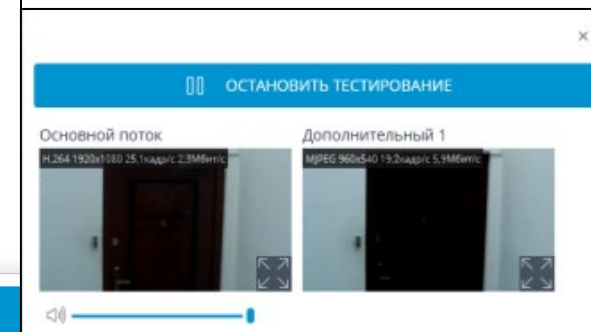 ОСТАНОВИТЬ ТЕСТИРОВАНИЕ
Основной поток
Дополнительный 1
H.264 1920x1080 25,1кадр/с 2,3Мбит/с
MJPEG 960x540 19,2кадр/с 5,9Мбит/с